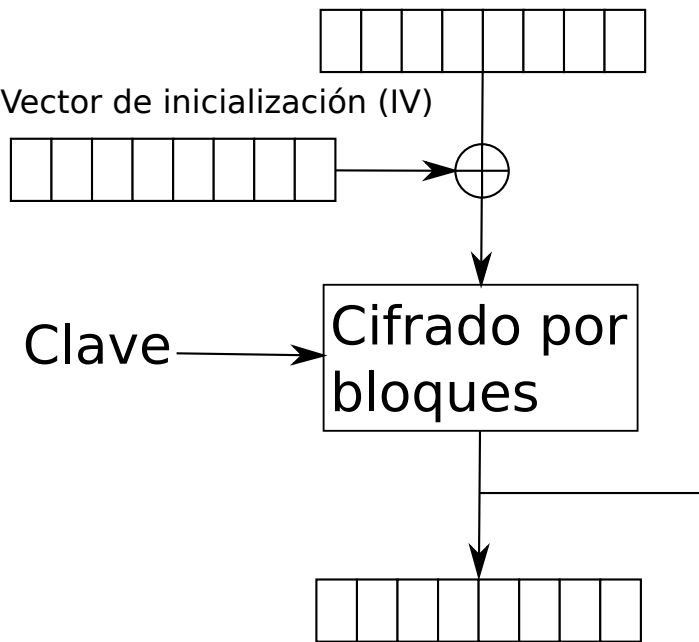 Vector de inicialización (IV)
Clave
Cifrado por
bloques